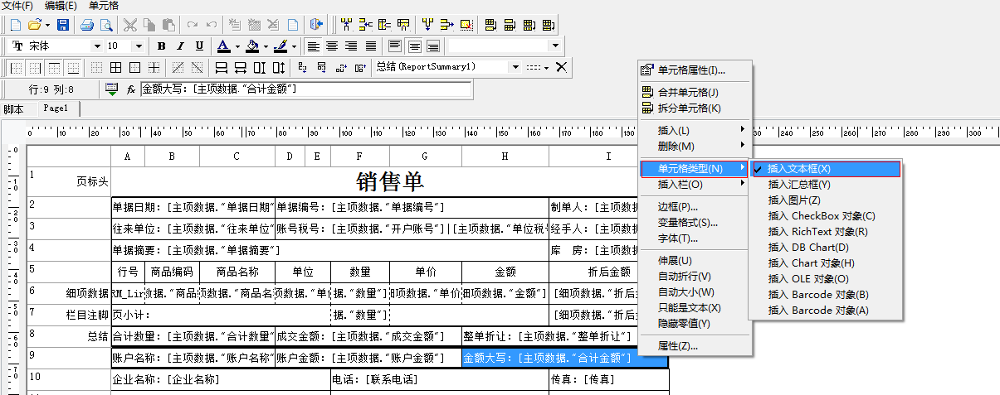 文件(F) 编辑(E) 单元格
宋体 10 B I U A
总结(ReportSummary1)
行:9 列:8 fx 金额大写: [主项数据."合计金额"]
脚本 Page1
0 10 20 30 40 50 60 70 80 90 100 110 120 130 140 150 160 170 180 190 230 240 250 260 270 280 290 300
A B C D E F G H I
1 页标头 销售单
2 单据日期: [主项数据."单据日期" 单据编号: [主项数据."单据编号"] 制单人: [主项数
3 往来单位: [主项数据."往来单位" 账号税号: [主项数据."开户账号"]|[主项数据."单位税号 经手人: [主项数
4 单据摘要: [主项数据."单据摘要"] 库 房: [主项数
5 行号 商品编码 商品名称 单位 数量 单价 金额 折后金额
6 细项数据 RM_Lin 数据."商品 项数据."商品名 项数据."单位 据."数量"] 项数据."单价 细项数据."金额"] [细项数据."折后金
7 栏目注脚 页小计: 据."数量"] [细项数据."折后金
8 总结 合计数量: [主项数据."合计数量" 成交金额: [主项数据."成交金额"] 整单折让: [主项数据."整单折让"]
9 账户名称: [主项数据."账户名称" 账户金额: [主项数据."账户金额"] 金额大写: [主项数据."合计金额"]
10 企业名称: [企业名称] 电话: [联系电话] 传真: [传真]
0
10
20
30
40
50
60
70
单元格属性(I)...
合并单元格(J)
拆分单元格(K)
插入(L)
删除(M)
单元格类型(N)
插入栏(O)
边框(P)...
变量格式(S)...
字体(T)...
伸展(U)
自动折行(V)
自动大小(W)
只能是文本(X)
隐藏零值(Y)
属性(Z)...
插入文本框(X)
插入汇总框(Y)
插入图片(Z)
插入 CheckBox 对象(C)
插入 RichText 对象(R)
插入 DB Chart(D)
插入 Chart 对象(H)
插入 OLE 对象(O)
插入 Barcode 对象(B)
插入 Barcode 对象(A)